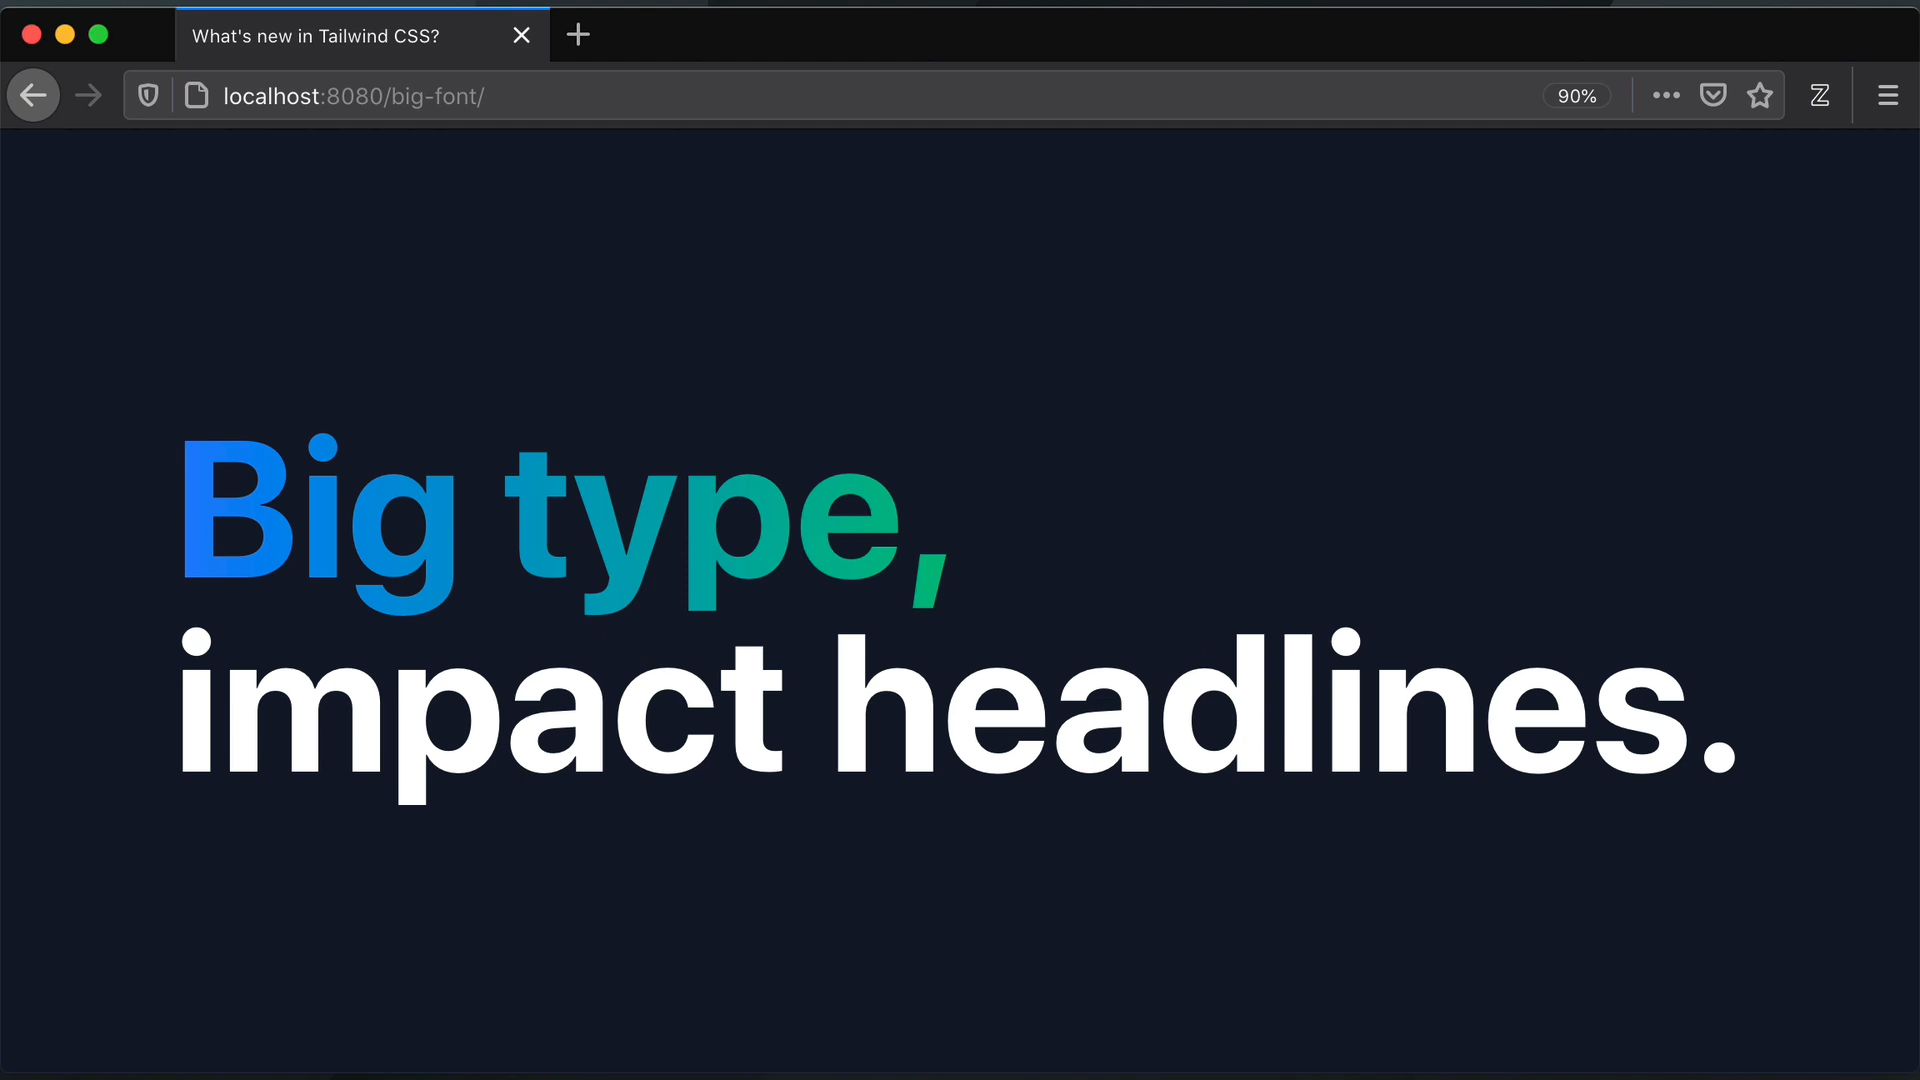 What's new in Tailwind CSS?
localhost:8080/big-font/
90%
Big type,
impact headlines.